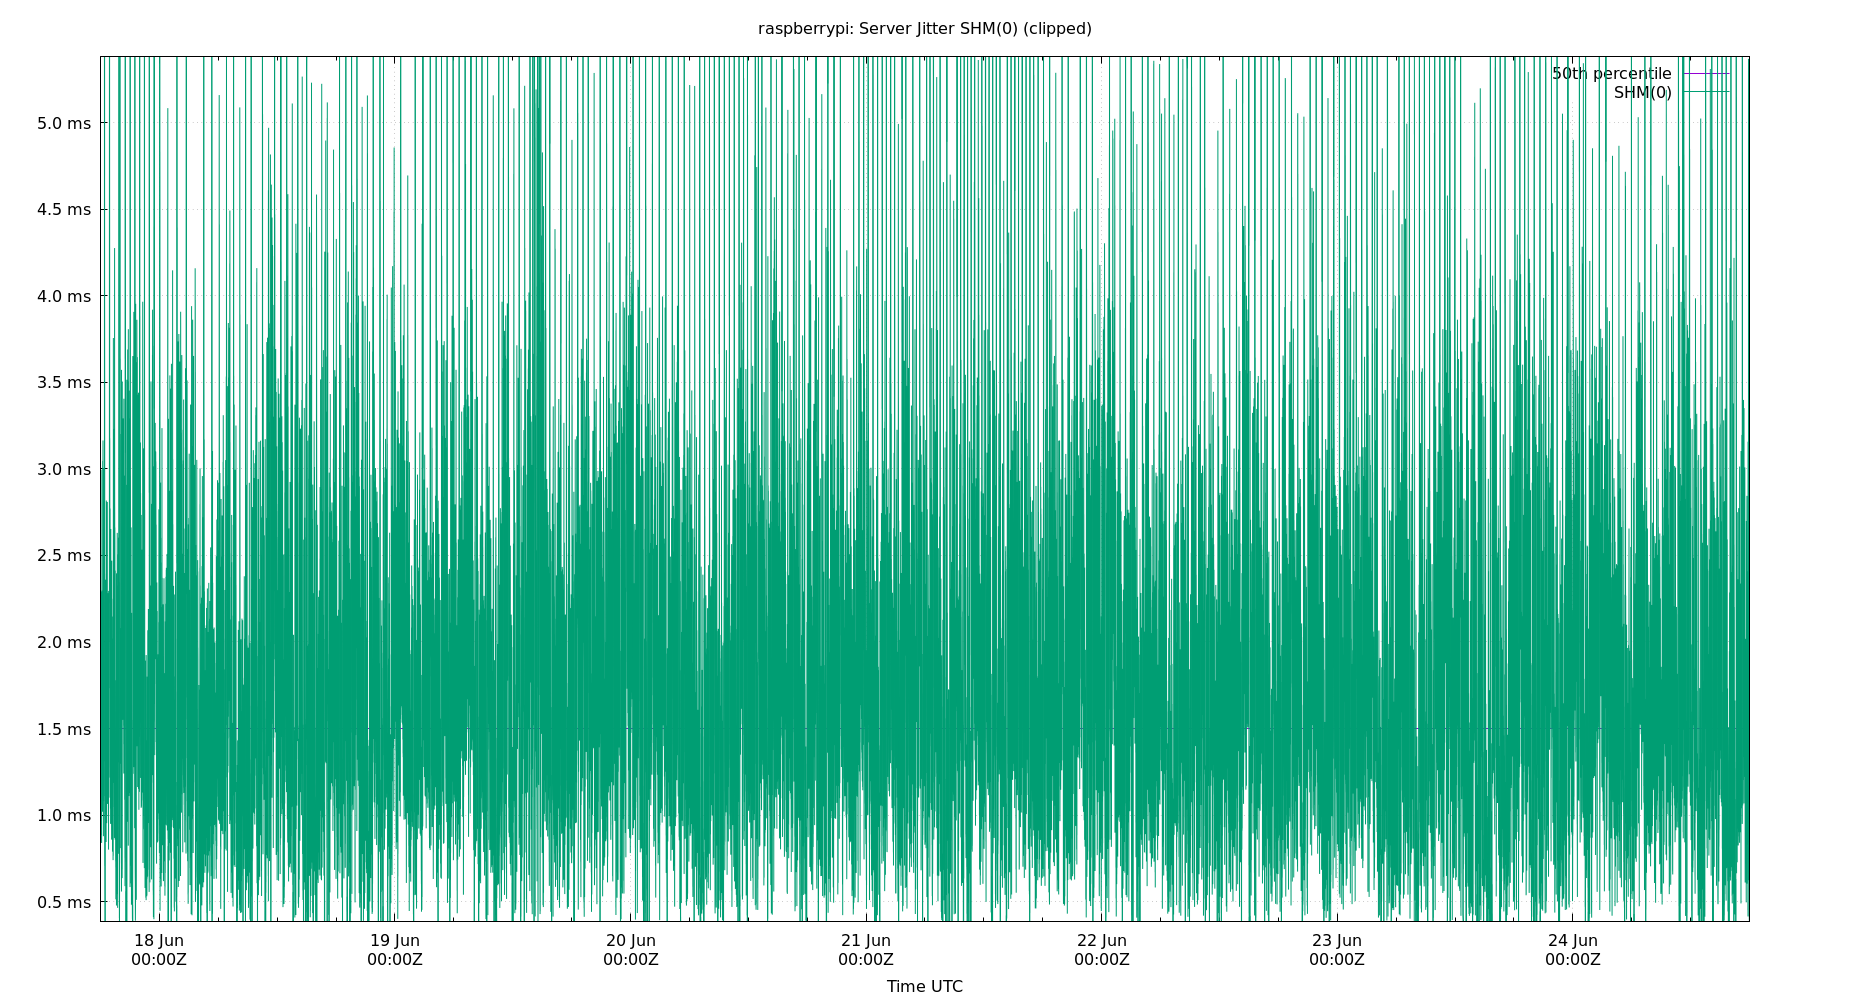 raspberrypi: Server Jitter SHM(0) (clipped)
50th percentile
SHM(0)
5.0 ms
4.5 ms
4.0 ms
3.5 ms
3.0 ms
2.5 ms
2.0 ms
1.5 ms
1.0 ms
0.5 ms
18 Jun 19 Jun 20 Jun 21 Jun 22 Jun 23 Jun 24 Jun
00:00Z 00:00Z 00:00Z 00:00Z 00:00Z 00:00Z 00:00Z
Time UTC